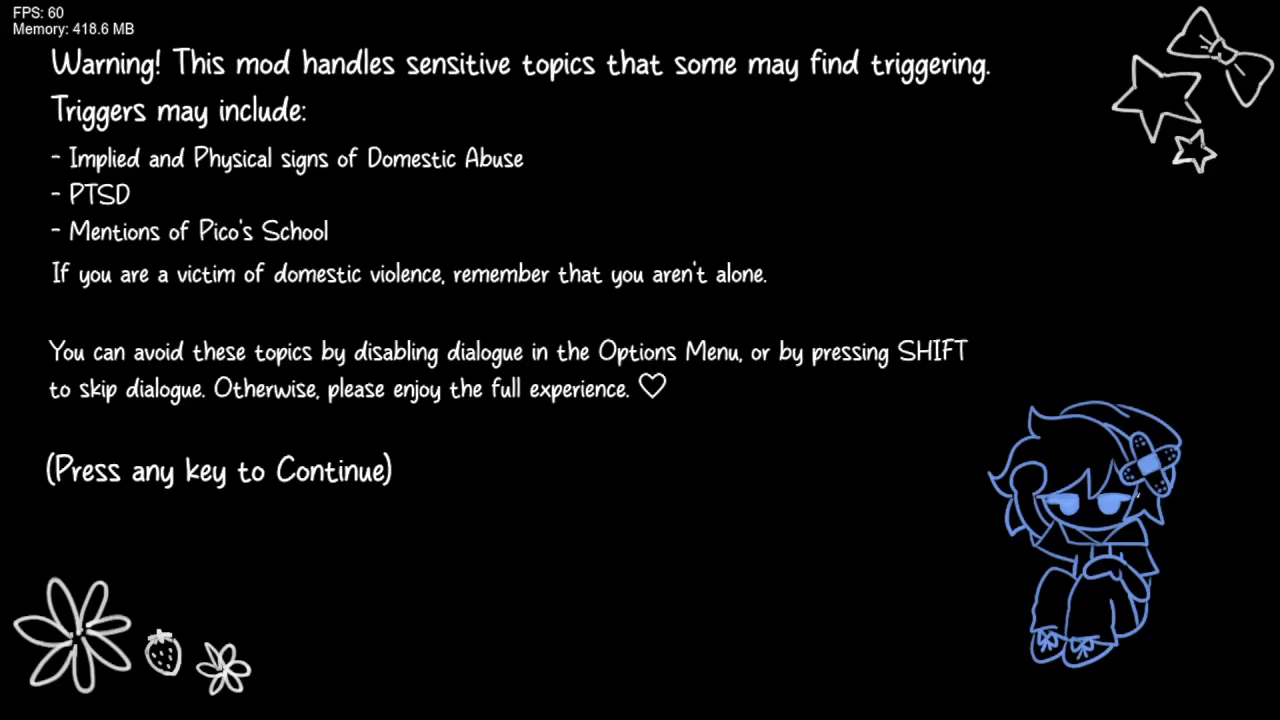 FPS: 60
Memory: 418.6 MB
Warning! This mod handles sensitive topics that some may find triggering.
Triggers may include:
- Implied and Physical signs of Domestic Abuse
- PTSD
- Mentions of Pico's School
If you are a victim of domestic violence, remember that you aren't alone.
You can avoid these topics by disabling dialogue in the Options Menu, or by pressing SHIFT
to skip dialogue. Otherwise, please enjoy the full experience. ♡
(Press any key to Continue)